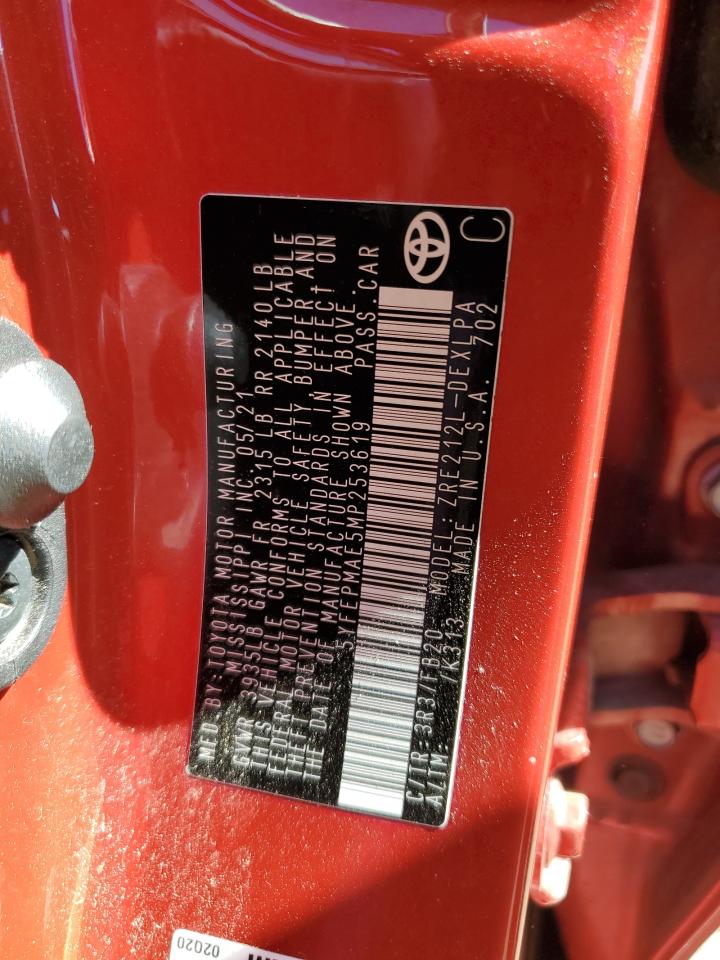 MFD.BY:TOYOTA MOTOR MANUFACTURING
MISSISSIPPI INC. 05/21
GVWR 3935LB GAWR FR 2315 LB RR 2140LB
THIS VEHICLE CONFORMS TO ALL APPLICABLE
FEDERAL MOTOR VEHICLE SAFETY, BUMPER AND
THEFT PREVENTION STANDARDS IN EFFECT ON
THE DATE OF MANUFACTURE SHOWN ABOVE.
5YFEPMAE5MP253619 PASS.CAR
C/TR:3R3/FB20 MODEL:ZRE212L-DEXLPA
A/TM: /K313 MADE IN U.S.A. 702
C
02020